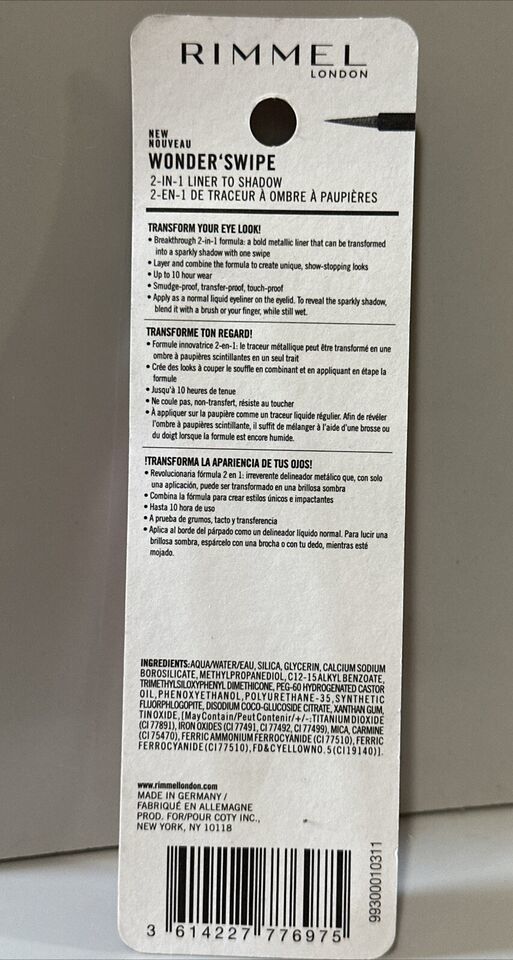 RIMMEL
LONDON
NEW
NOUVEAU
WONDER'SWIPE
2-IN-1 LINER TO SHADOW
2-EN-1 DE TRACEUR À OMBRE À PAUPIÈRES
TRANSFORM YOUR EYE LOOK!
• Breakthrough 2-in-1 formula: a bold metallic liner that can be transformed
into a sparkly shadow with one swipe
• Layer and combine the formula to create unique, show-stopping looks
• Up to 10 hour wear
• Smudge-proof, transfer-proof, touch-proof
• Apply as a normal liquid eyeliner on the eyelid. To reveal the sparkly shadow,
blend it with a brush or your finger, while still wet.
TRANSFORME TON REGARD!
• Formule innovatrice 2-en-1: le traceur métallique peut être transformé en une
ombre à paupières scintillantes en un seul trait
• Crée des looks à couper le souffle en combinant et en appliquant en étape la
formule
• Jusqu'à 10 heures de tenue
• Ne coule pas, non-transfert, résiste au toucher
• À appliquer sur la paupière comme un traceur liquide régulier. Afin de révéler
l'ombre à paupières scintillante, il suffit de mélanger à l'aide d'une brosse ou
du doigt lorsque la formule est encore humide.
!TRANSFORMA LA APARIENCIA DE TUS OJOS!
• Revolucionaria fórmula 2 en 1: irreverente delineador metálico que, con solo
una aplicación, puede ser transformado en una brillosa sombra
• Combina la fórmula para crear estilos únicos e impactantes
• Hasta 10 hora de uso
• A prueba de grumos, tacto y transferencia
• Aplica al borde del párpado como un delineador líquido normal. Para lucir una
brillosa sombra, espárcelo con una brocha o con tu dedo, mientras esté
mojado.
INGREDIENTS: AQUA/WATER/EAU, SILICA, GLYCERIN, CALCIUM SODIUM
BOROSILICATE, METHYLPROPANEDIOL, C12-15 ALKYL BENZOATE,
TRIMETHYLSILOXYPHENYL DIMETHICONE, PEG-60 HYDROGENATED CASTOR
OIL, PHENOXYETHANOL, POLYURETHANE-35, SYNTHETIC
FLUORPHLOGOPITE, DISODIUM COCO-GLUCOSIDE CITRATE, XANTHAN GUM,
TIN OXIDE, [May Contain/Peut Contenir/+/-: TITANIUM DIOXIDE
(CI 77891), IRON OXIDES (CI 77491, CI 77492, CI 77499), MICA, CARMINE
(CI 75470), FERRIC AMMONIUM FERROCYANIDE (CI 77510), FERRIC
FERROCYANIDE (CI 77510), FD&C YELLOW NO. 5 (CI 19140)].
www.rimmellondon.com
MADE IN GERMANY /
FABRIQUÉ EN ALLEMAGNE
PROD. FOR/POUR COTY INC.,
NEW YORK, NY 10118
99300010311
3 614227 776975